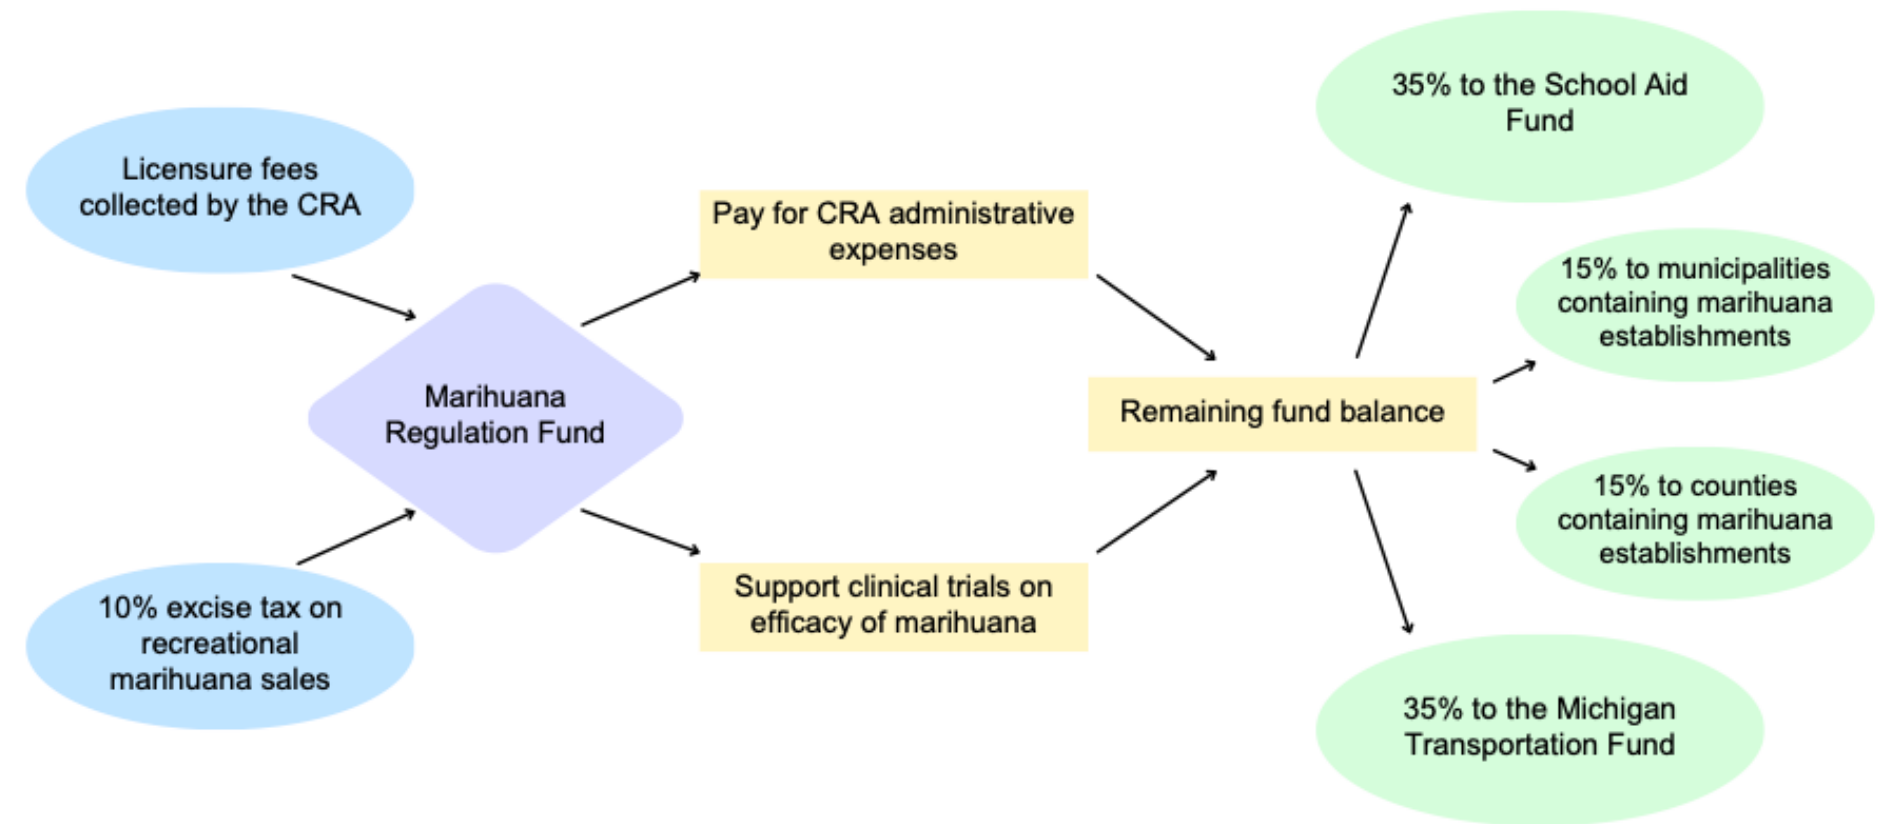 Licensure fees
collected by the CRA
10% excise tax on
recreational
marihuana sales
Marihuana
Regulation Fund
Pay for CRA administrative
expenses
Support clinical trials on
efficacy of marihuana
Remaining fund balance
35% to the School Aid
Fund
15% to municipalities
containing marihuana
establishments
15% to counties
containing marihuana
establishments
35% to the Michigan
Transportation Fund